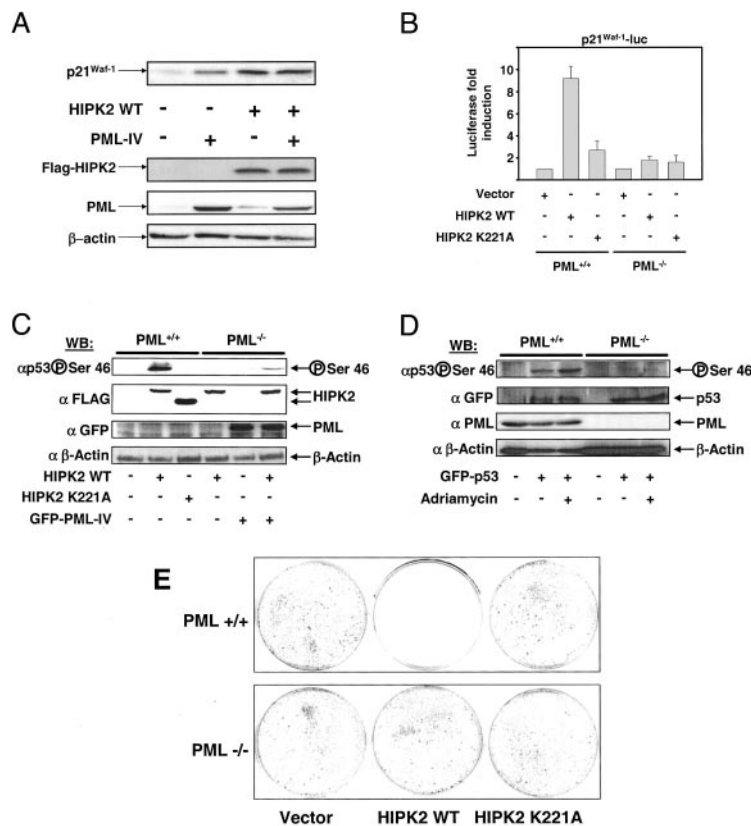 A
p21Waf-1
HIPK2 WT - - + +
PML-IV - + - +
Flag-HIPK2
PML
β-actin
B
p21Waf-1-luc
Luciferase fold induction
10
8
6
4
2
Vector + - - + - -
HIPK2 WT - + - - + -
HIPK2 K221A - - + - - +
PML+/+ PML-/-
C
WB: PML+/+ PML-/-
αp53 P Ser 46 P Ser 46
α FLAG HIPK2
α GFP PML
α β-Actin β-Actin
HIPK2 WT - + - + - +
HIPK2 K221A - - + - - -
GFP-PML-IV - - - - + +
D
WB: PML+/+ PML-/-
αp53 P Ser 46 P Ser 46
α GFP p53
α PML PML
α β-Actin β-Actin
GFP-p53 - + + - + +
Adriamycin - - + - - +
E
PML +/+
PML -/-
Vector HIPK2 WT HIPK2 K221A